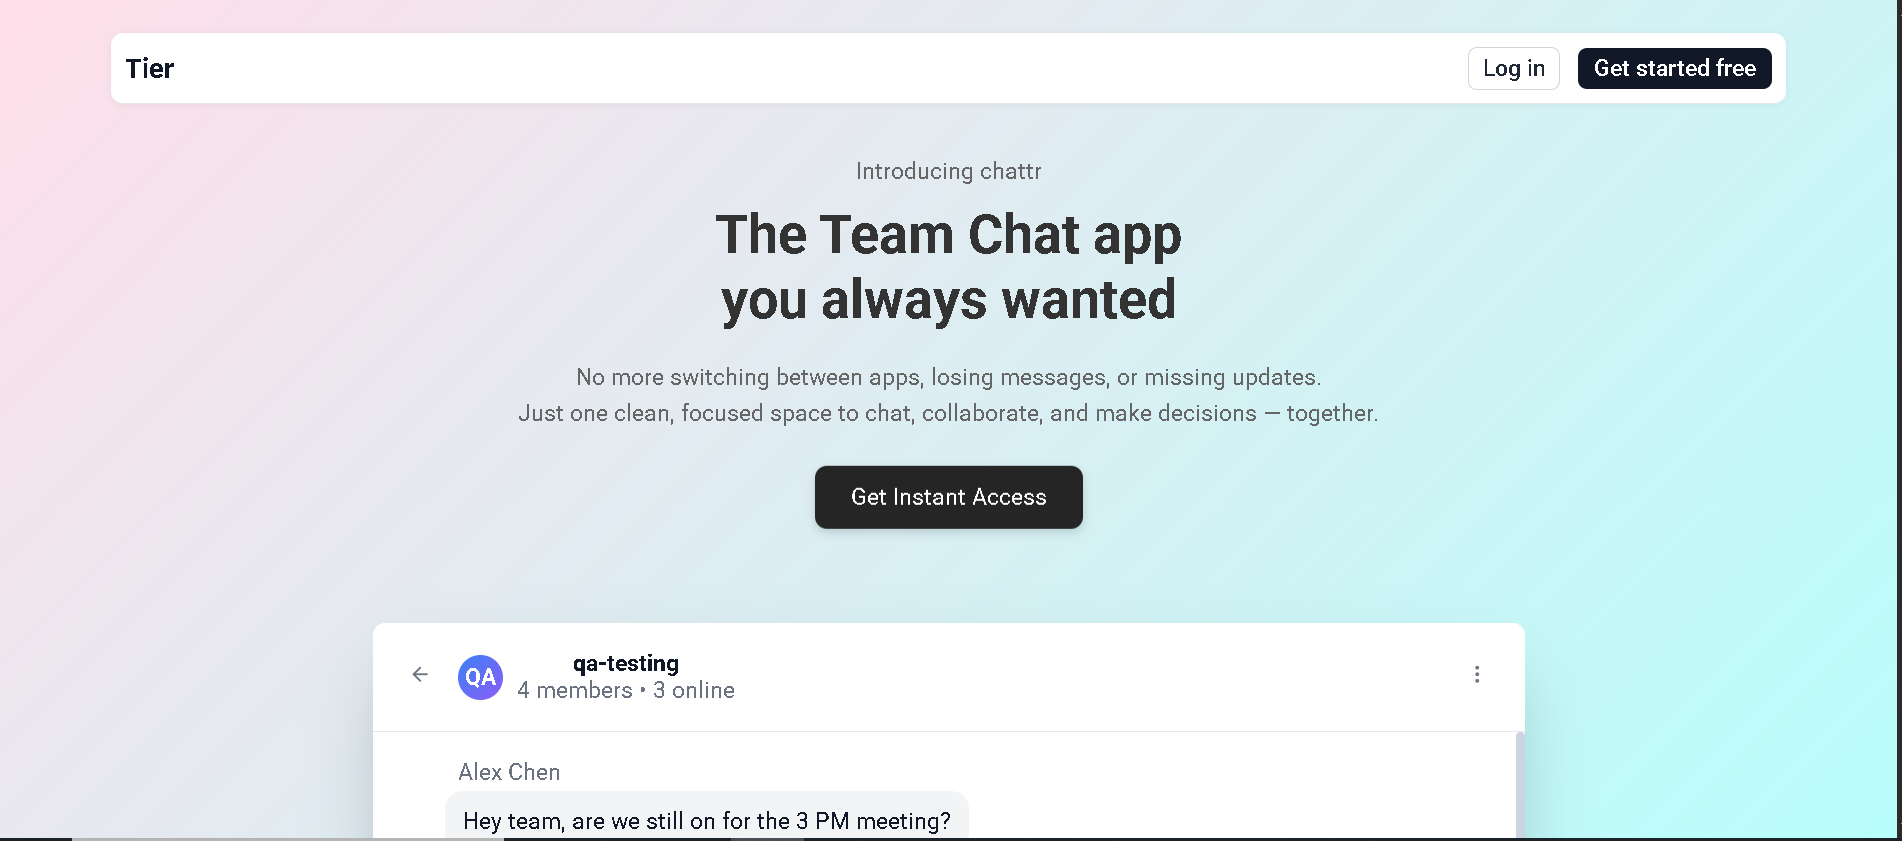 Tier
Log in
Get started free
Introducing chattr
The Team Chat app
you always wanted
No more switching between apps, losing messages, or missing updates.
Just one clean, focused space to chat, collaborate, and make decisions — together.
Get Instant Access
QA
qa-testing
4 members • 3 online
Alex Chen
Hey team, are we still on for the 3 PM meeting?